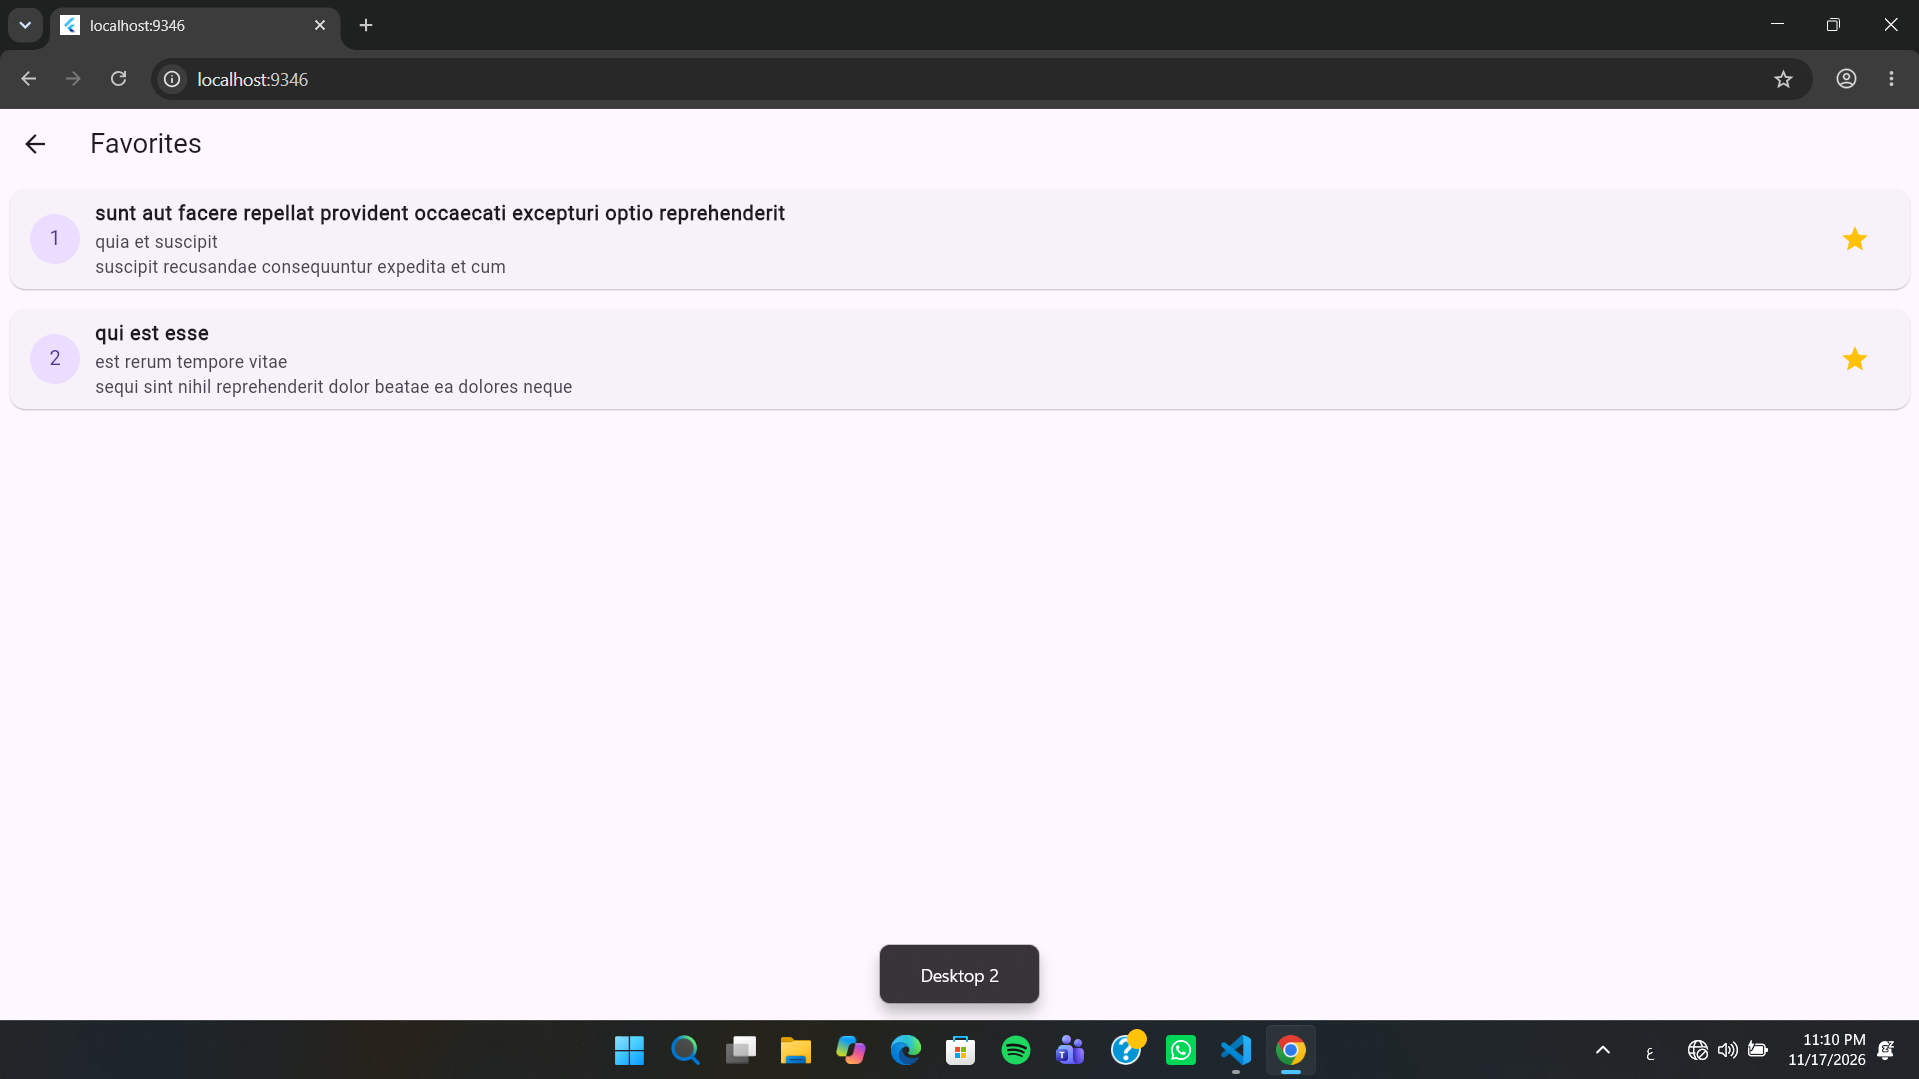 localhost:9346
localhost:9346
Favorites
1
sunt aut facere repellat provident occaecati excepturi optio reprehenderit
quia et suscipit
suscipit recusandae consequuntur expedita et cum
2
qui est esse
est rerum tempore vitae
sequi sint nihil reprehenderit dolor beatae ea dolores neque
Desktop 2
ع
11:10 PM
11/17/2026